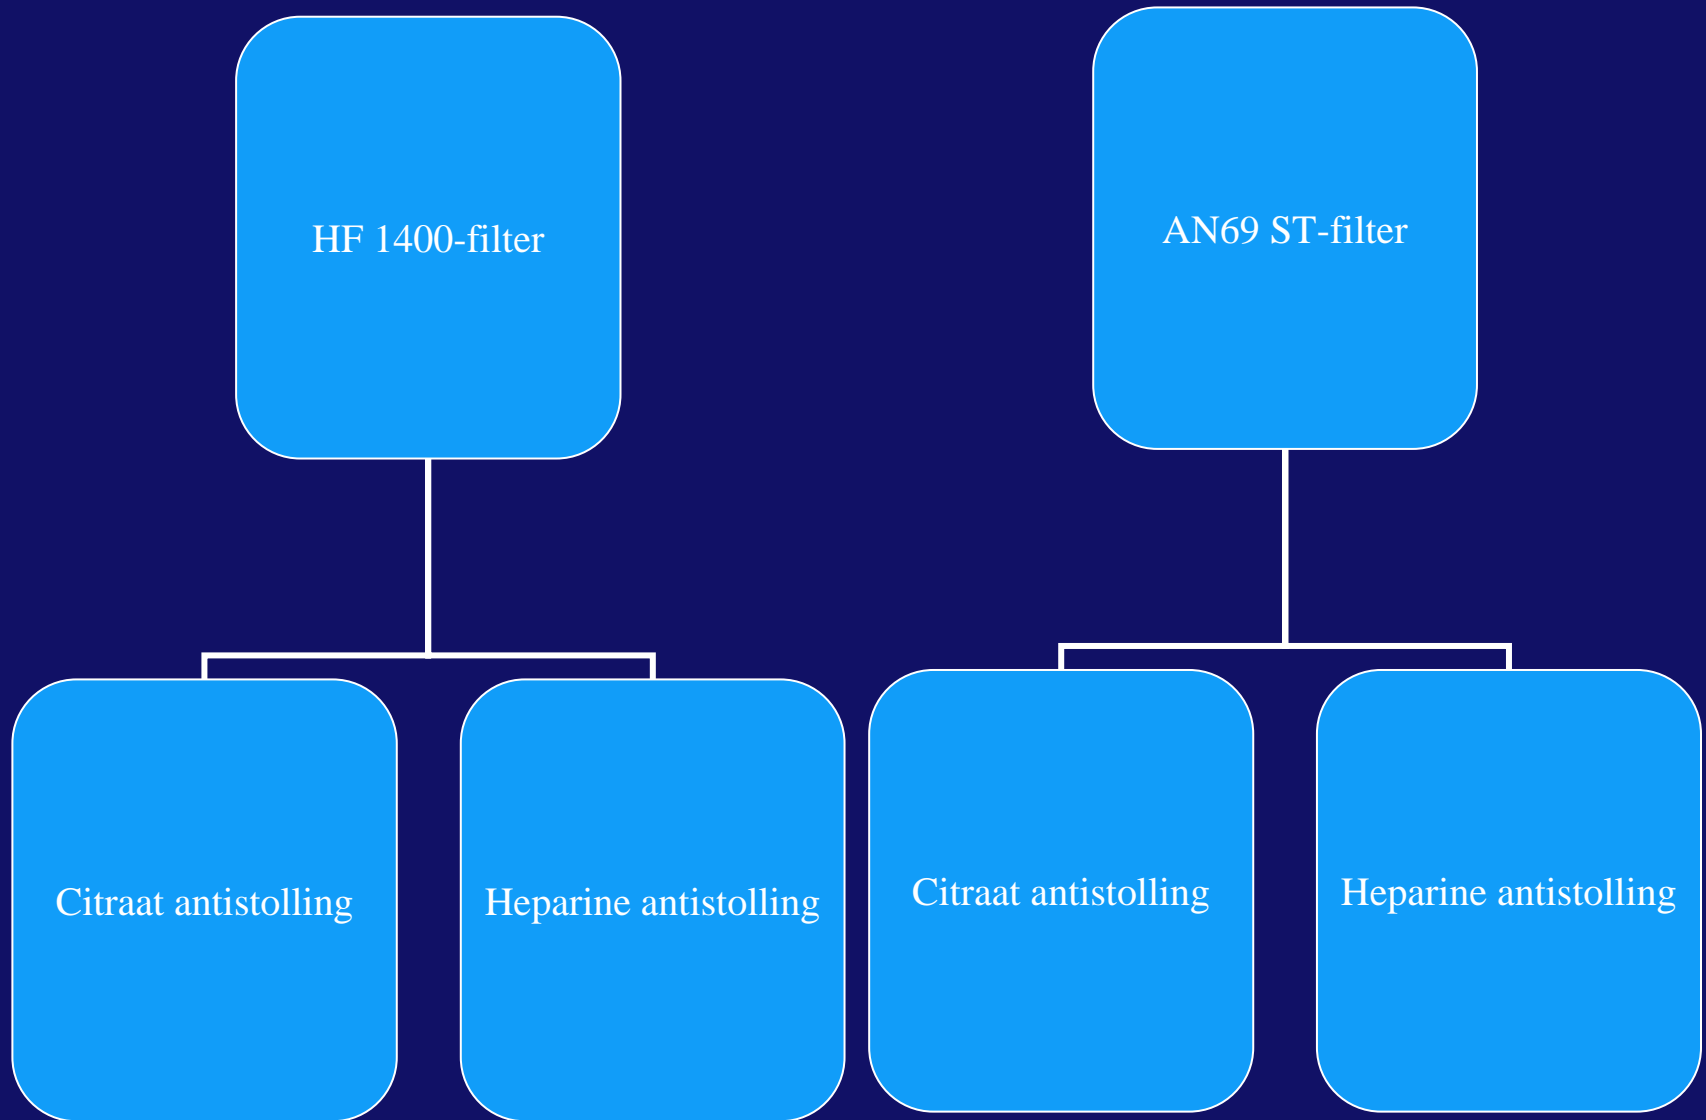 HF 1400-filter
AN69 ST-filter
Citraat antistolling
Heparine antistolling
Citraat antistolling
Heparine antistolling